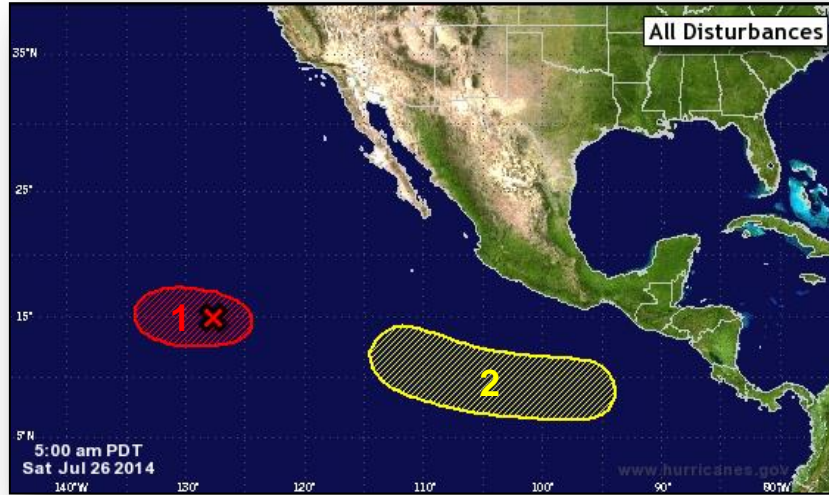 All Disturbances
35°N
25°
1
15°
2
5°N
5:00 am PDT
Sat Jul 26 2014
www.hurricanes.gov
140°W
130°
120°
110°
100°
90°
80°W